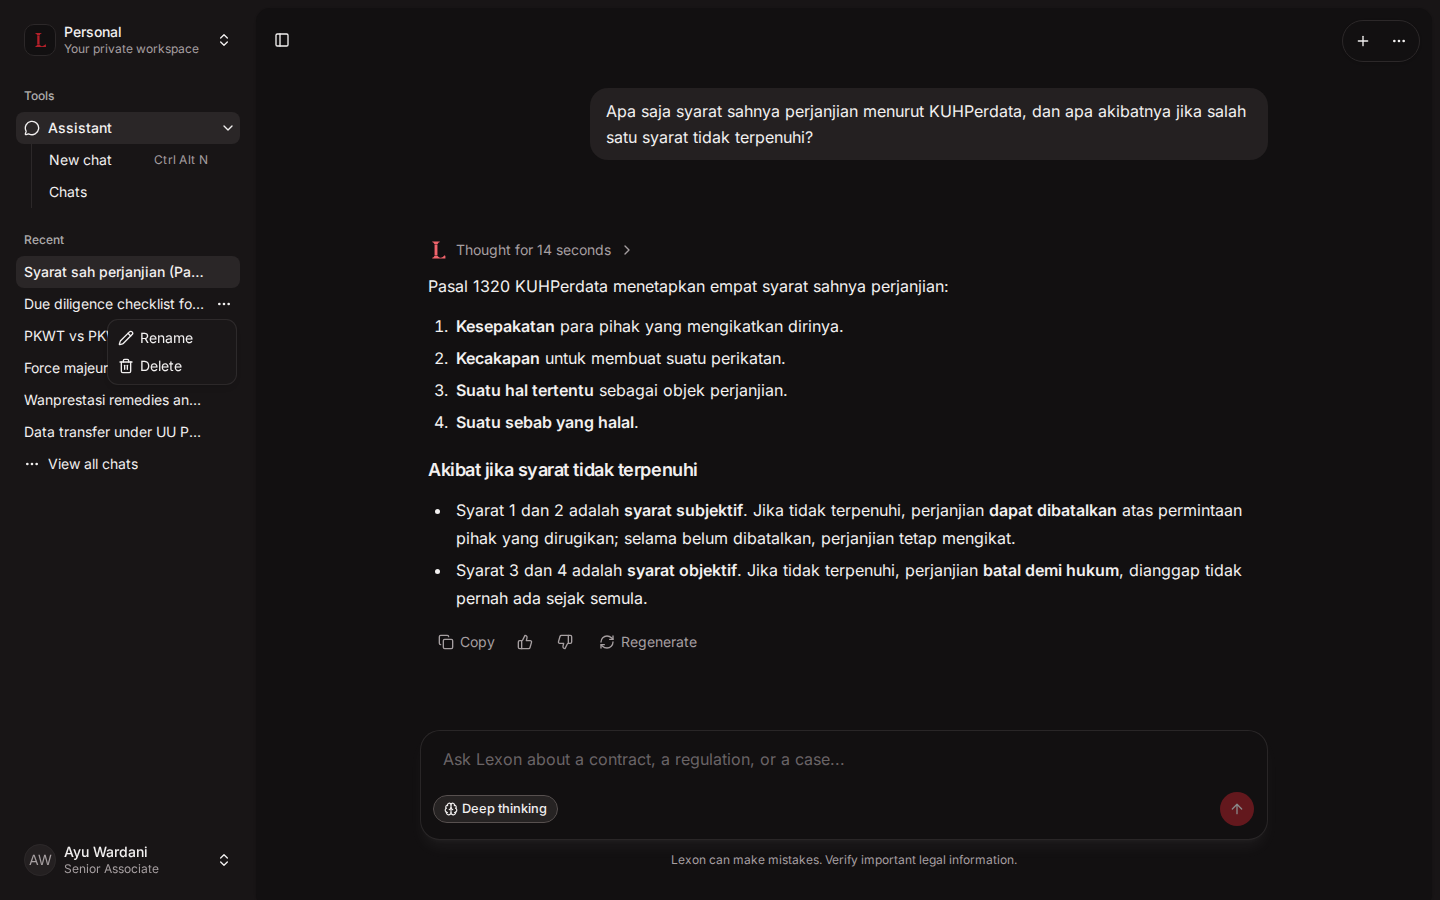 L
Personal
Your private workspace
Tools
Assistant
New chat
Ctrl Alt N
Chats
Recent
Syarat sah perjanjian (Pa...
Due diligence checklist fo...
PKWT vs PK
Rename
Force majeur
Delete
Wanprestasi remedies an...
Data transfer under UU P...
View all chats
AW
Ayu Wardani
Senior Associate
Apa saja syarat sahnya perjanjian menurut KUHPerdata, dan apa akibatnya jika salah
satu syarat tidak terpenuhi?
L
Thought for 14 seconds
Pasal 1320 KUHPerdata menetapkan empat syarat sahnya perjanjian:
1. Kesepakatan para pihak yang mengikatkan dirinya.
2. Kecakapan untuk membuat suatu perikatan.
3. Suatu hal tertentu sebagai objek perjanjian.
4. Suatu sebab yang halal.
Akibat jika syarat tidak terpenuhi
• Syarat 1 dan 2 adalah syarat subjektif. Jika tidak terpenuhi, perjanjian dapat dibatalkan atas permintaan
pihak yang dirugikan; selama belum dibatalkan, perjanjian tetap mengikat.
• Syarat 3 dan 4 adalah syarat objektif. Jika tidak terpenuhi, perjanjian batal demi hukum, dianggap tidak
pernah ada sejak semula.
Copy
Regenerate
Ask Lexon about a contract, a regulation, or a case...
Deep thinking
Lexon can make mistakes. Verify important legal information.